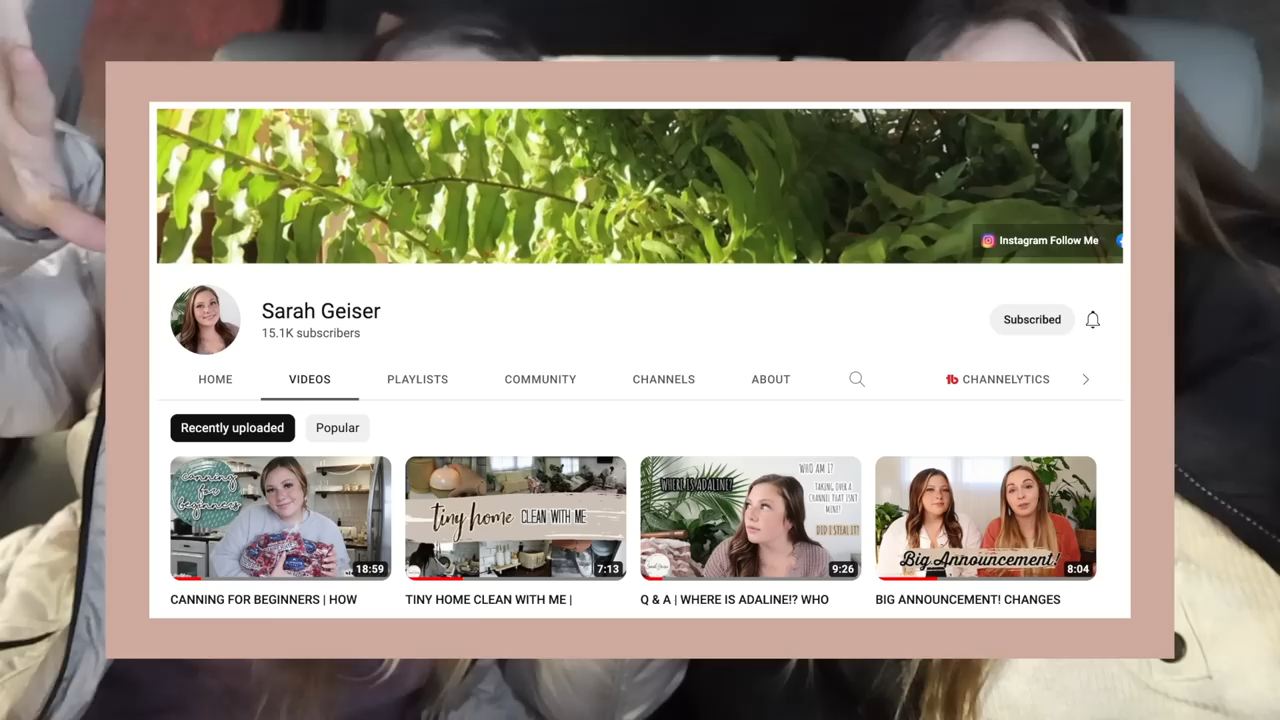 Instagram Follow Me
Sarah Geiser
15.1K subscribers
Subscribed
HOME VIDEOS PLAYLISTS COMMUNITY CHANNELS ABOUT tb CHANNELYTICS
Recently uploaded Popular
canning
for
beginners
18:59
tiny home CLEAN WITH ME
7:13
WHERE IS ADALINE?
WHO AM I?
TAKING OVER A
CHANNEL THAT ISN'T
MINE!
DID I STEAL IT?
Sarah Geiser
9:26
Big Announcement!
8:04
CANNING FOR BEGINNERS | HOW
TINY HOME CLEAN WITH ME |
Q & A | WHERE IS ADALINE!? WHO
BIG ANNOUNCEMENT! CHANGES